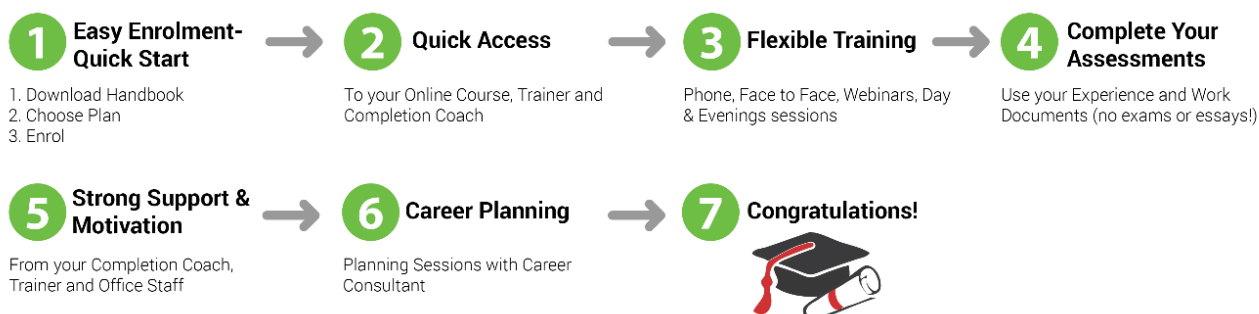 1 Easy Enrolment-
Quick Start
1. Download Handbook
2. Choose Plan
3. Enrol
2 Quick Access
To your Online Course, Trainer and
Completion Coach
3 Flexible Training
Phone, Face to Face, Webinars, Day
& Evenings sessions
4 Complete Your
Assessments
Use your Experience and Work
Documents (no exams or essays!)
5 Strong Support &
Motivation
From your Completion Coach,
Trainer and Office Staff
6 Career Planning
Planning Sessions with Career
Consultant
7 Congratulations!